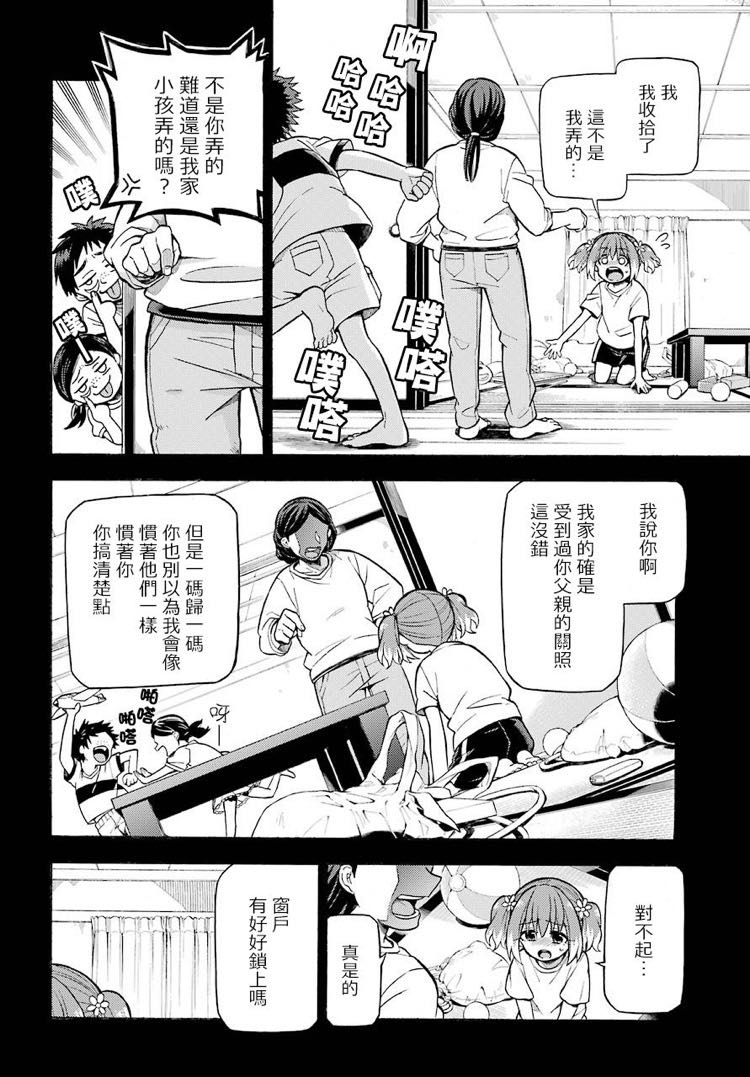 我
我收拾了
這不是
我弄的…
啊哈哈
哈哈哈
噗嗒
噗嗒
不是你弄的
難道還是我家
小孩弄的嗎？
噗
噗
我說你啊
我家的確是
受到過你父親的關照
這沒錯
但是一碼歸一碼
你也別以為我會像
慣著他們一樣
慣著你
你搞清楚點
呀—
啪嗒
啪嗒
對不起…
真是的
窗戶
有好好鎖上嗎